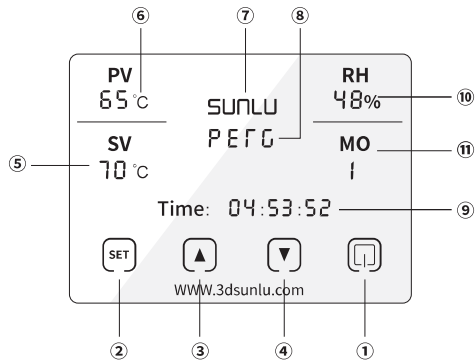 ⑥ ⑦ ⑧
PV
65°C
SUNLU
PETG
RH
48%
⑩
SV
70°C
⑤
MO
1
⑪
Time: 04:53:52
⑨
SET
WWW.3dsunlu.com
② ③ ④ ①